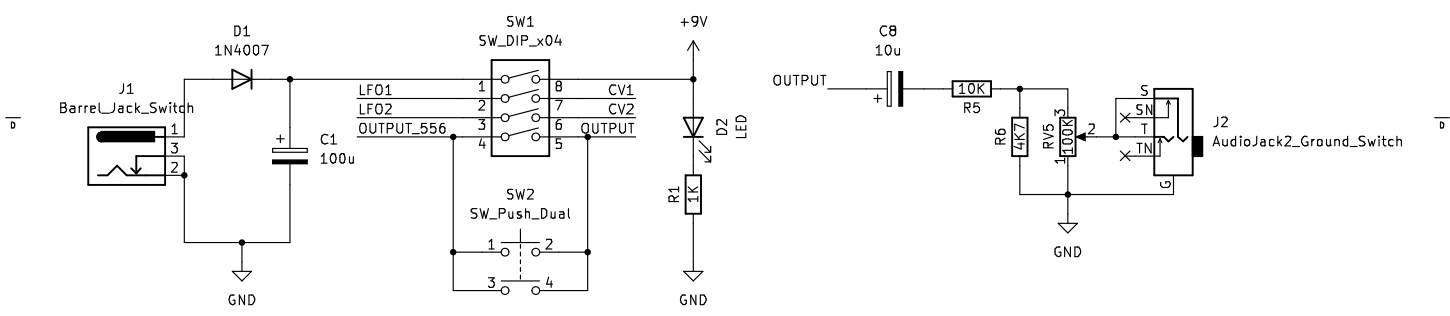 D1
1N4007
J1
Barrel_Jack_Switch
1
3
2
C1
100u
+
GND
SW1
SW_DIP_x04
1
2
3
4
8
7
6
5
LFO1
LFO2
OUTPUT_556
CV1
CV2
OUTPUT
SW2
SW_Push_Dual
1
2
3
4
+9V
D2
LED
R1
1K
GND
OUTPUT
C8
10u
+
10K
R5
R6
4K7
RV5
100K
3
2
1
S
SN
T
TN
G
J2
AudioJack2_Ground_Switch
GND